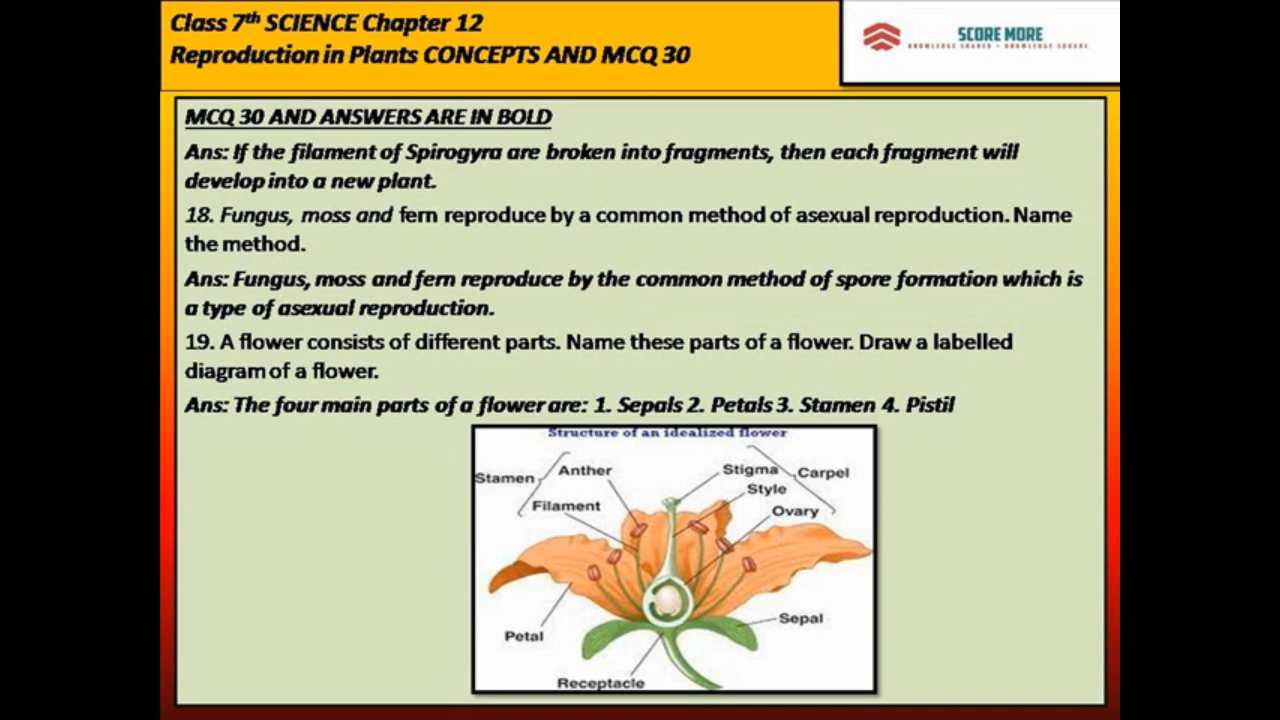 Class 7th SCIENCE Chapter 12
Reproduction in Plants CONCEPTS AND MCQ 30
SCORE MORE
KNOWLEDGE SHARED = KNOWLEDGE SQUARE
MCQ 30 AND ANSWERS ARE IN BOLD
Ans: If the filament of Spirogyra are broken into fragments, then each fragment will
develop into a new plant.
18. Fungus, moss and fern reproduce by a common method of asexual reproduction. Name
the method.
Ans: Fungus, moss and fern reproduce by the common method of spore formation which is
a type of asexual reproduction.
19. A flower consists of different parts. Name these parts of a flower. Draw a labelled
diagram of a flower.
Ans: The four main parts of a flower are: 1. Sepals 2. Petals 3. Stamen 4. Pistil
Structure of an idealized flower
Stamen
Anther
Filament
Stigma
Carpel
Style
Ovary
Petal
Sepal
Receptacle